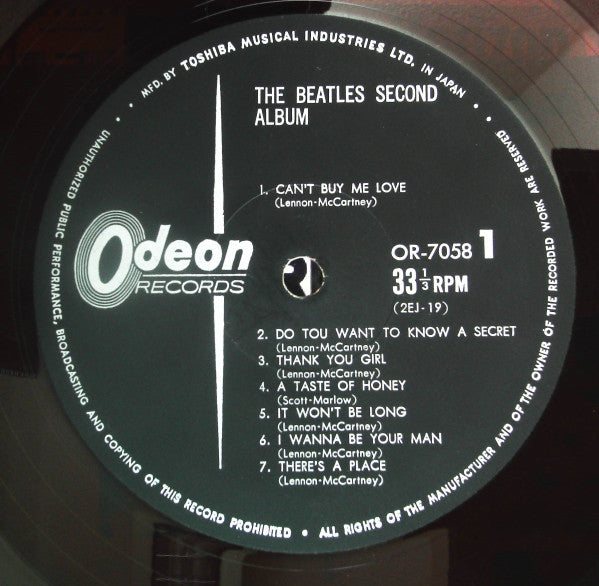 MFD. BY TOSHIBA MUSICAL INDUSTRIES LTD. IN JAPAN
THE BEATLES SECOND
ALBUM
1. CAN'T BUY ME LOVE
(Lennon-McCartney)
Odeon
RECORDS
OR-7058 1
33 1/3 RPM
(2EJ-19)
2. DO TOU WANT TO KNOW A SECRET
(Lennon-McCartney)
3. THANK YOU GIRL
(Lennon-McCartney)
4. A TASTE OF HONEY
(Scott-Marlow)
5. IT WON'T BE LONG
(Lennon-McCartney)
6. I WANNA BE YOUR MAN
(Lennon-McCartney)
7. THERE'S A PLACE
(Lennon-McCartney)
UNAUTHORIZED PUBLIC PERFORMANCE, BROADCASTING AND COPYING OF THIS RECORD PROHIBITED • ALL RIGHTS OF THE MANUFACTURER AND OF THE OWNER OF THE RECORDED WORK ARE RESERVED